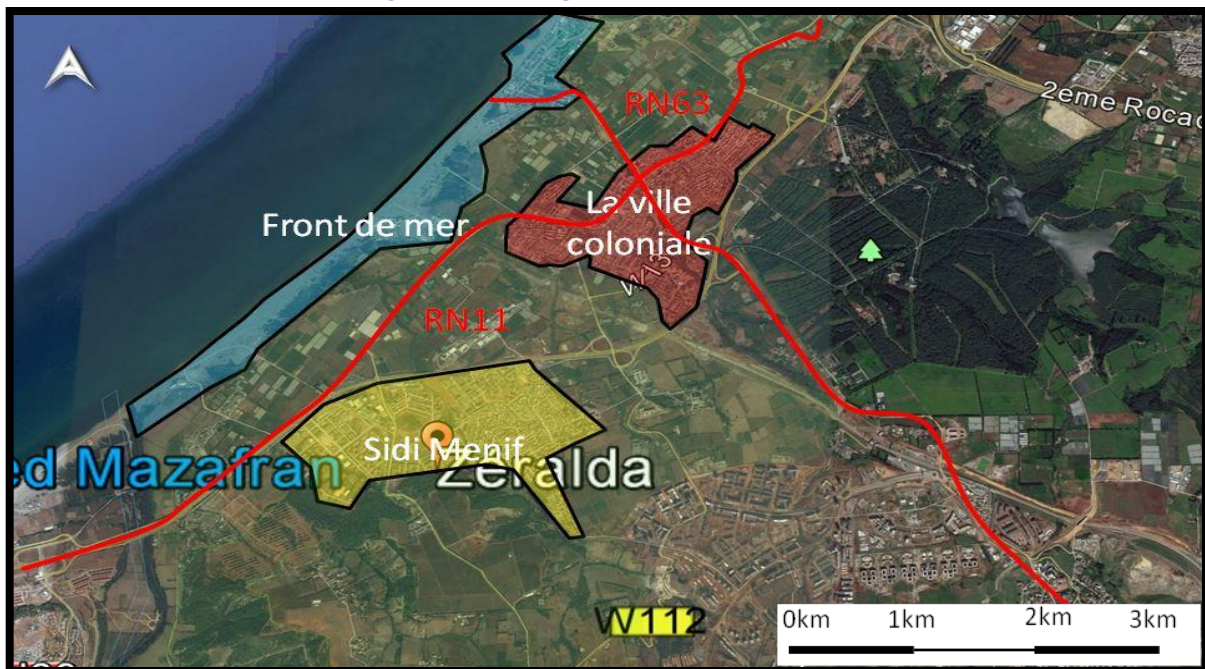 2eme Rocad
RN63
La ville
coloniale
Front de mer
RN11
Sidi Menif
ed Mazafran
Zeralda
W112
0km
1km
2km
3km